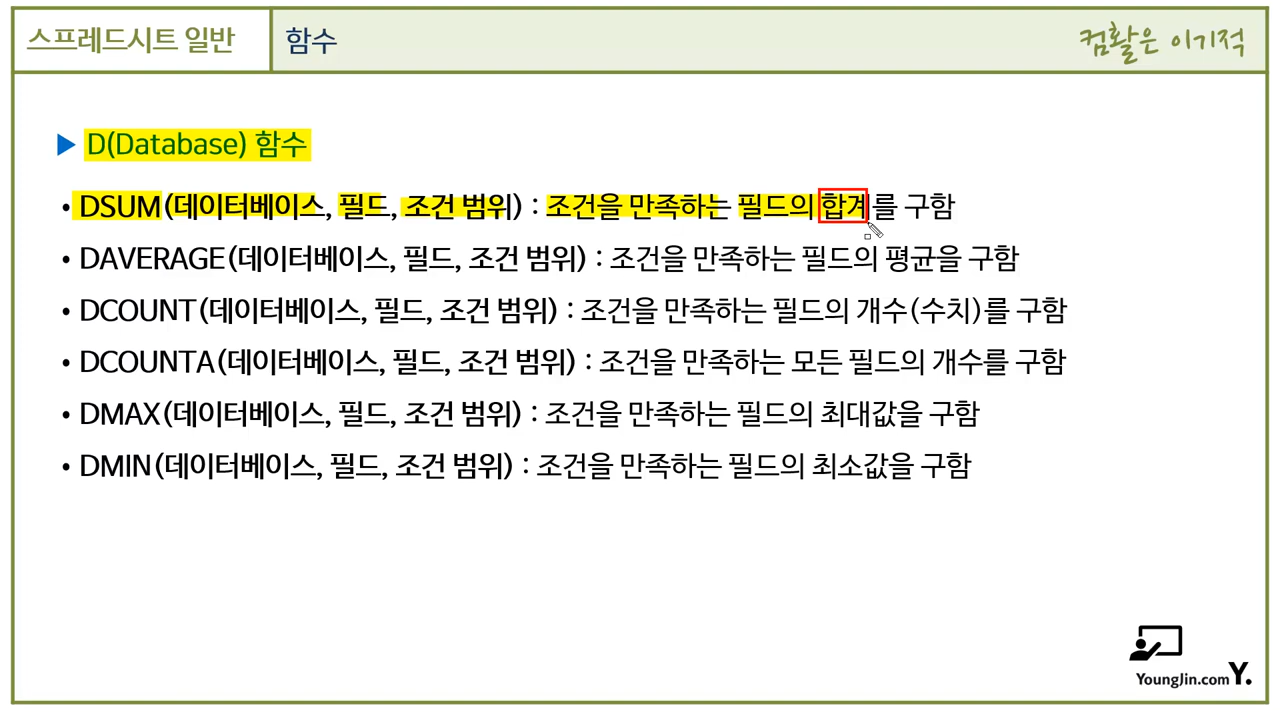 스프레드시트 일반
함수
컴활은 이기적
▶ D(Database) 함수
• DSUM(데이터베이스, 필드, 조건 범위) : 조건을 만족하는 필드의 합계를 구함
• DAVERAGE(데이터베이스, 필드, 조건 범위) : 조건을 만족하는 필드의 평균을 구함
• DCOUNT(데이터베이스, 필드, 조건 범위) : 조건을 만족하는 필드의 개수(수치)를 구함
• DCOUNTA(데이터베이스, 필드, 조건 범위) : 조건을 만족하는 모든 필드의 개수를 구함
• DMAX(데이터베이스, 필드, 조건 범위) : 조건을 만족하는 필드의 최대값을 구함
• DMIN(데이터베이스, 필드, 조건 범위) : 조건을 만족하는 필드의 최소값을 구함
YoungJin.com Y.